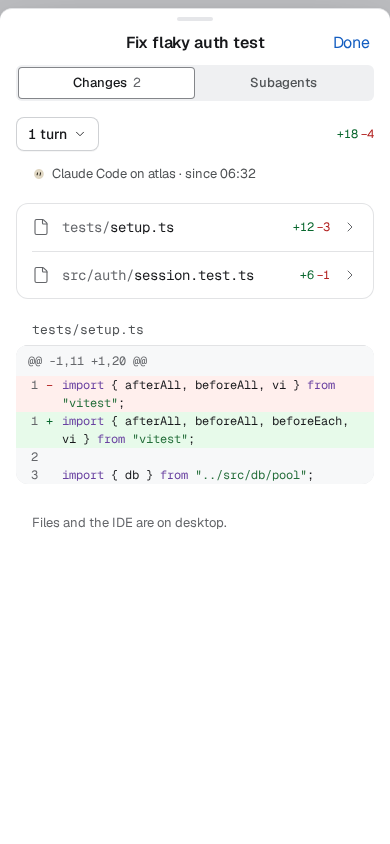 Fix flaky auth test
Done
Changes 2
Subagents
1 turn
+18 −4
Claude Code on atlas · since 06:32
tests/setup.ts
+12 −3
src/auth/session.test.ts
+6 −1
tests/setup.ts
@@ -1,11 +1,20 @@
1 − import { afterAll, beforeAll, vi } from
"vitest";
1 + import { afterAll, beforeAll, beforeEach,
vi } from "vitest";
2
3 import { db } from "../src/db/pool";
Files and the IDE are on desktop.